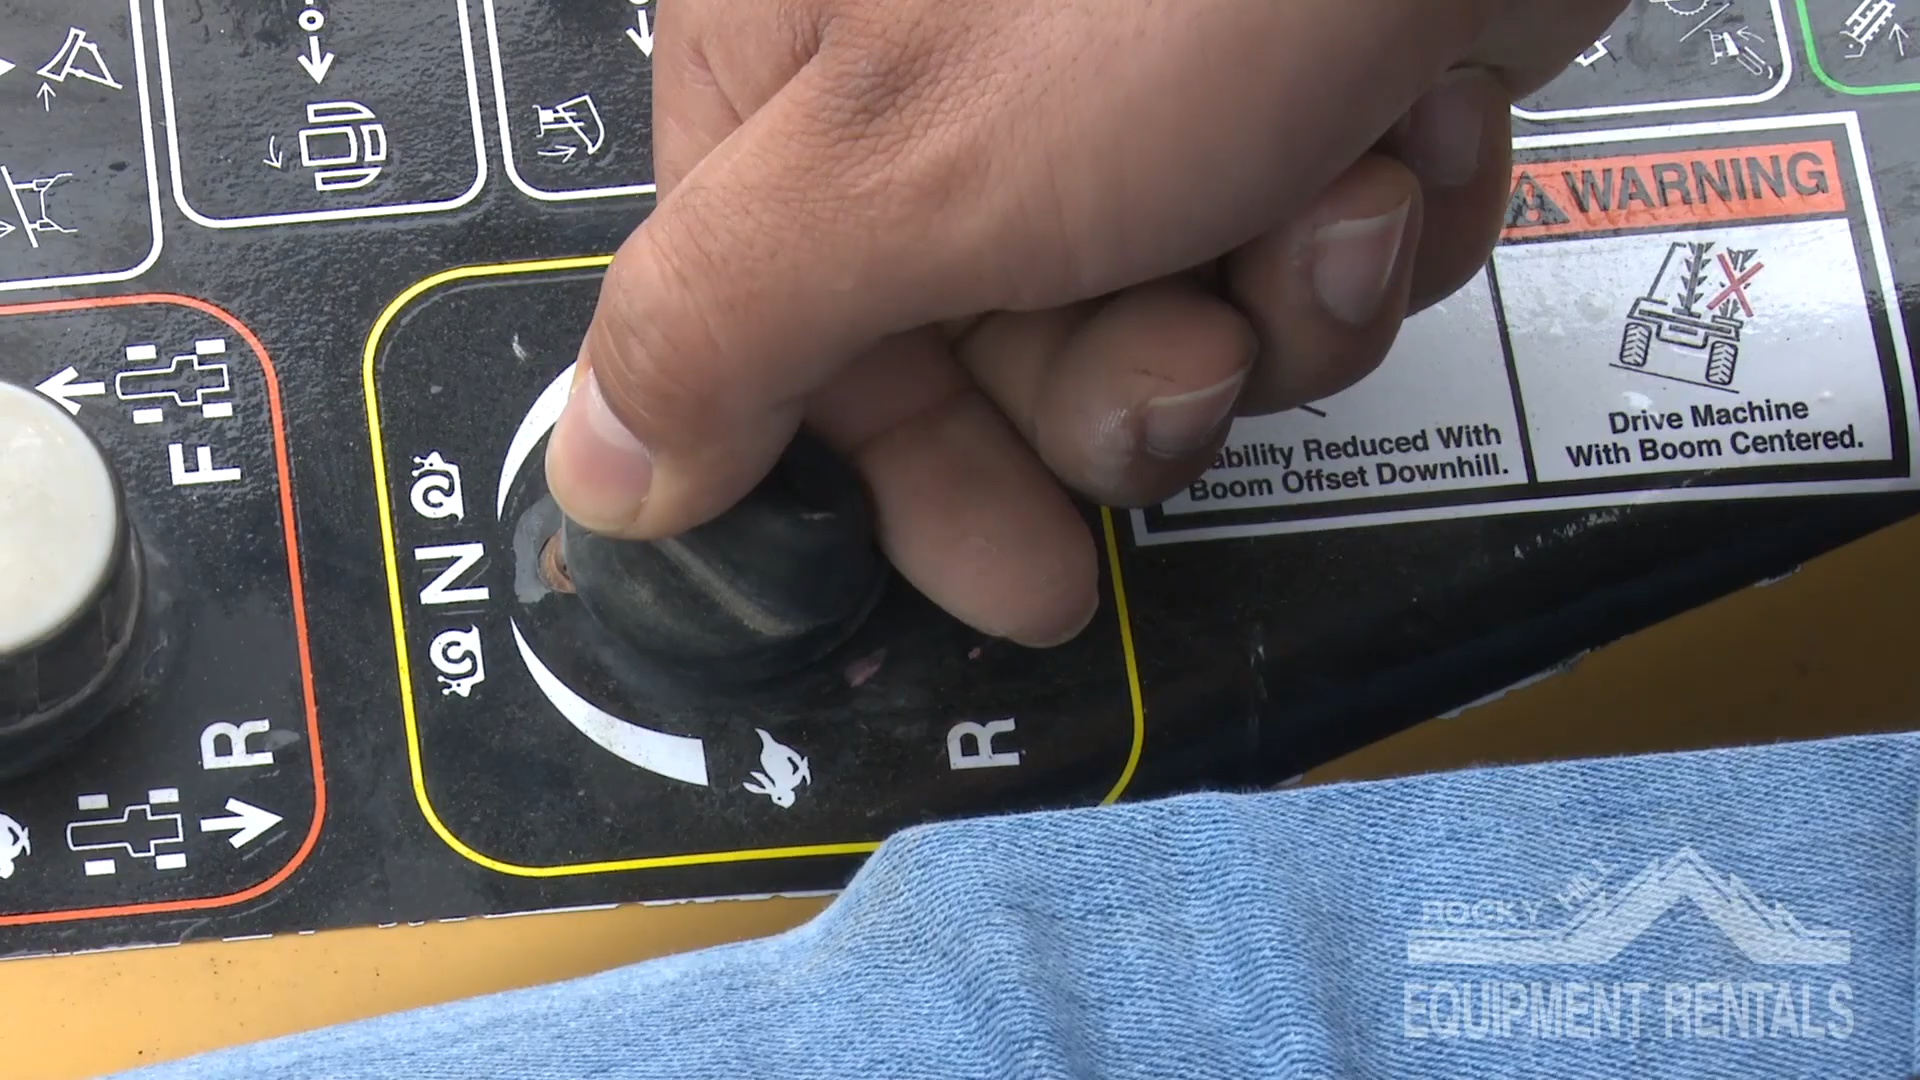 WARNING
ability Reduced With
Boom Offset Downhill.
Drive Machine
With Boom Centered.
F
N
R
R
ROCKY
EQUIPMENT RENTALS